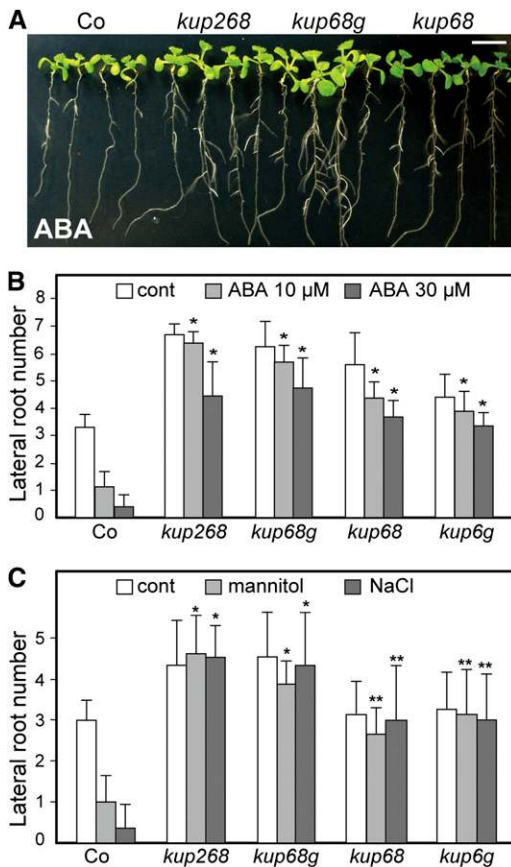 A Co kup268 kup68g kup68
ABA
B
cont ABA 10 µM ABA 30 µM
Lateral root number
8
7
6
5
4
3
2
1
0
Co kup268 kup68g kup68 kup6g
* * * * * * * *
C
cont mannitol NaCl
Lateral root number
5
4
3
2
1
0
* * * * ** ** ** **
Co kup268 kup68g kup68 kup6g